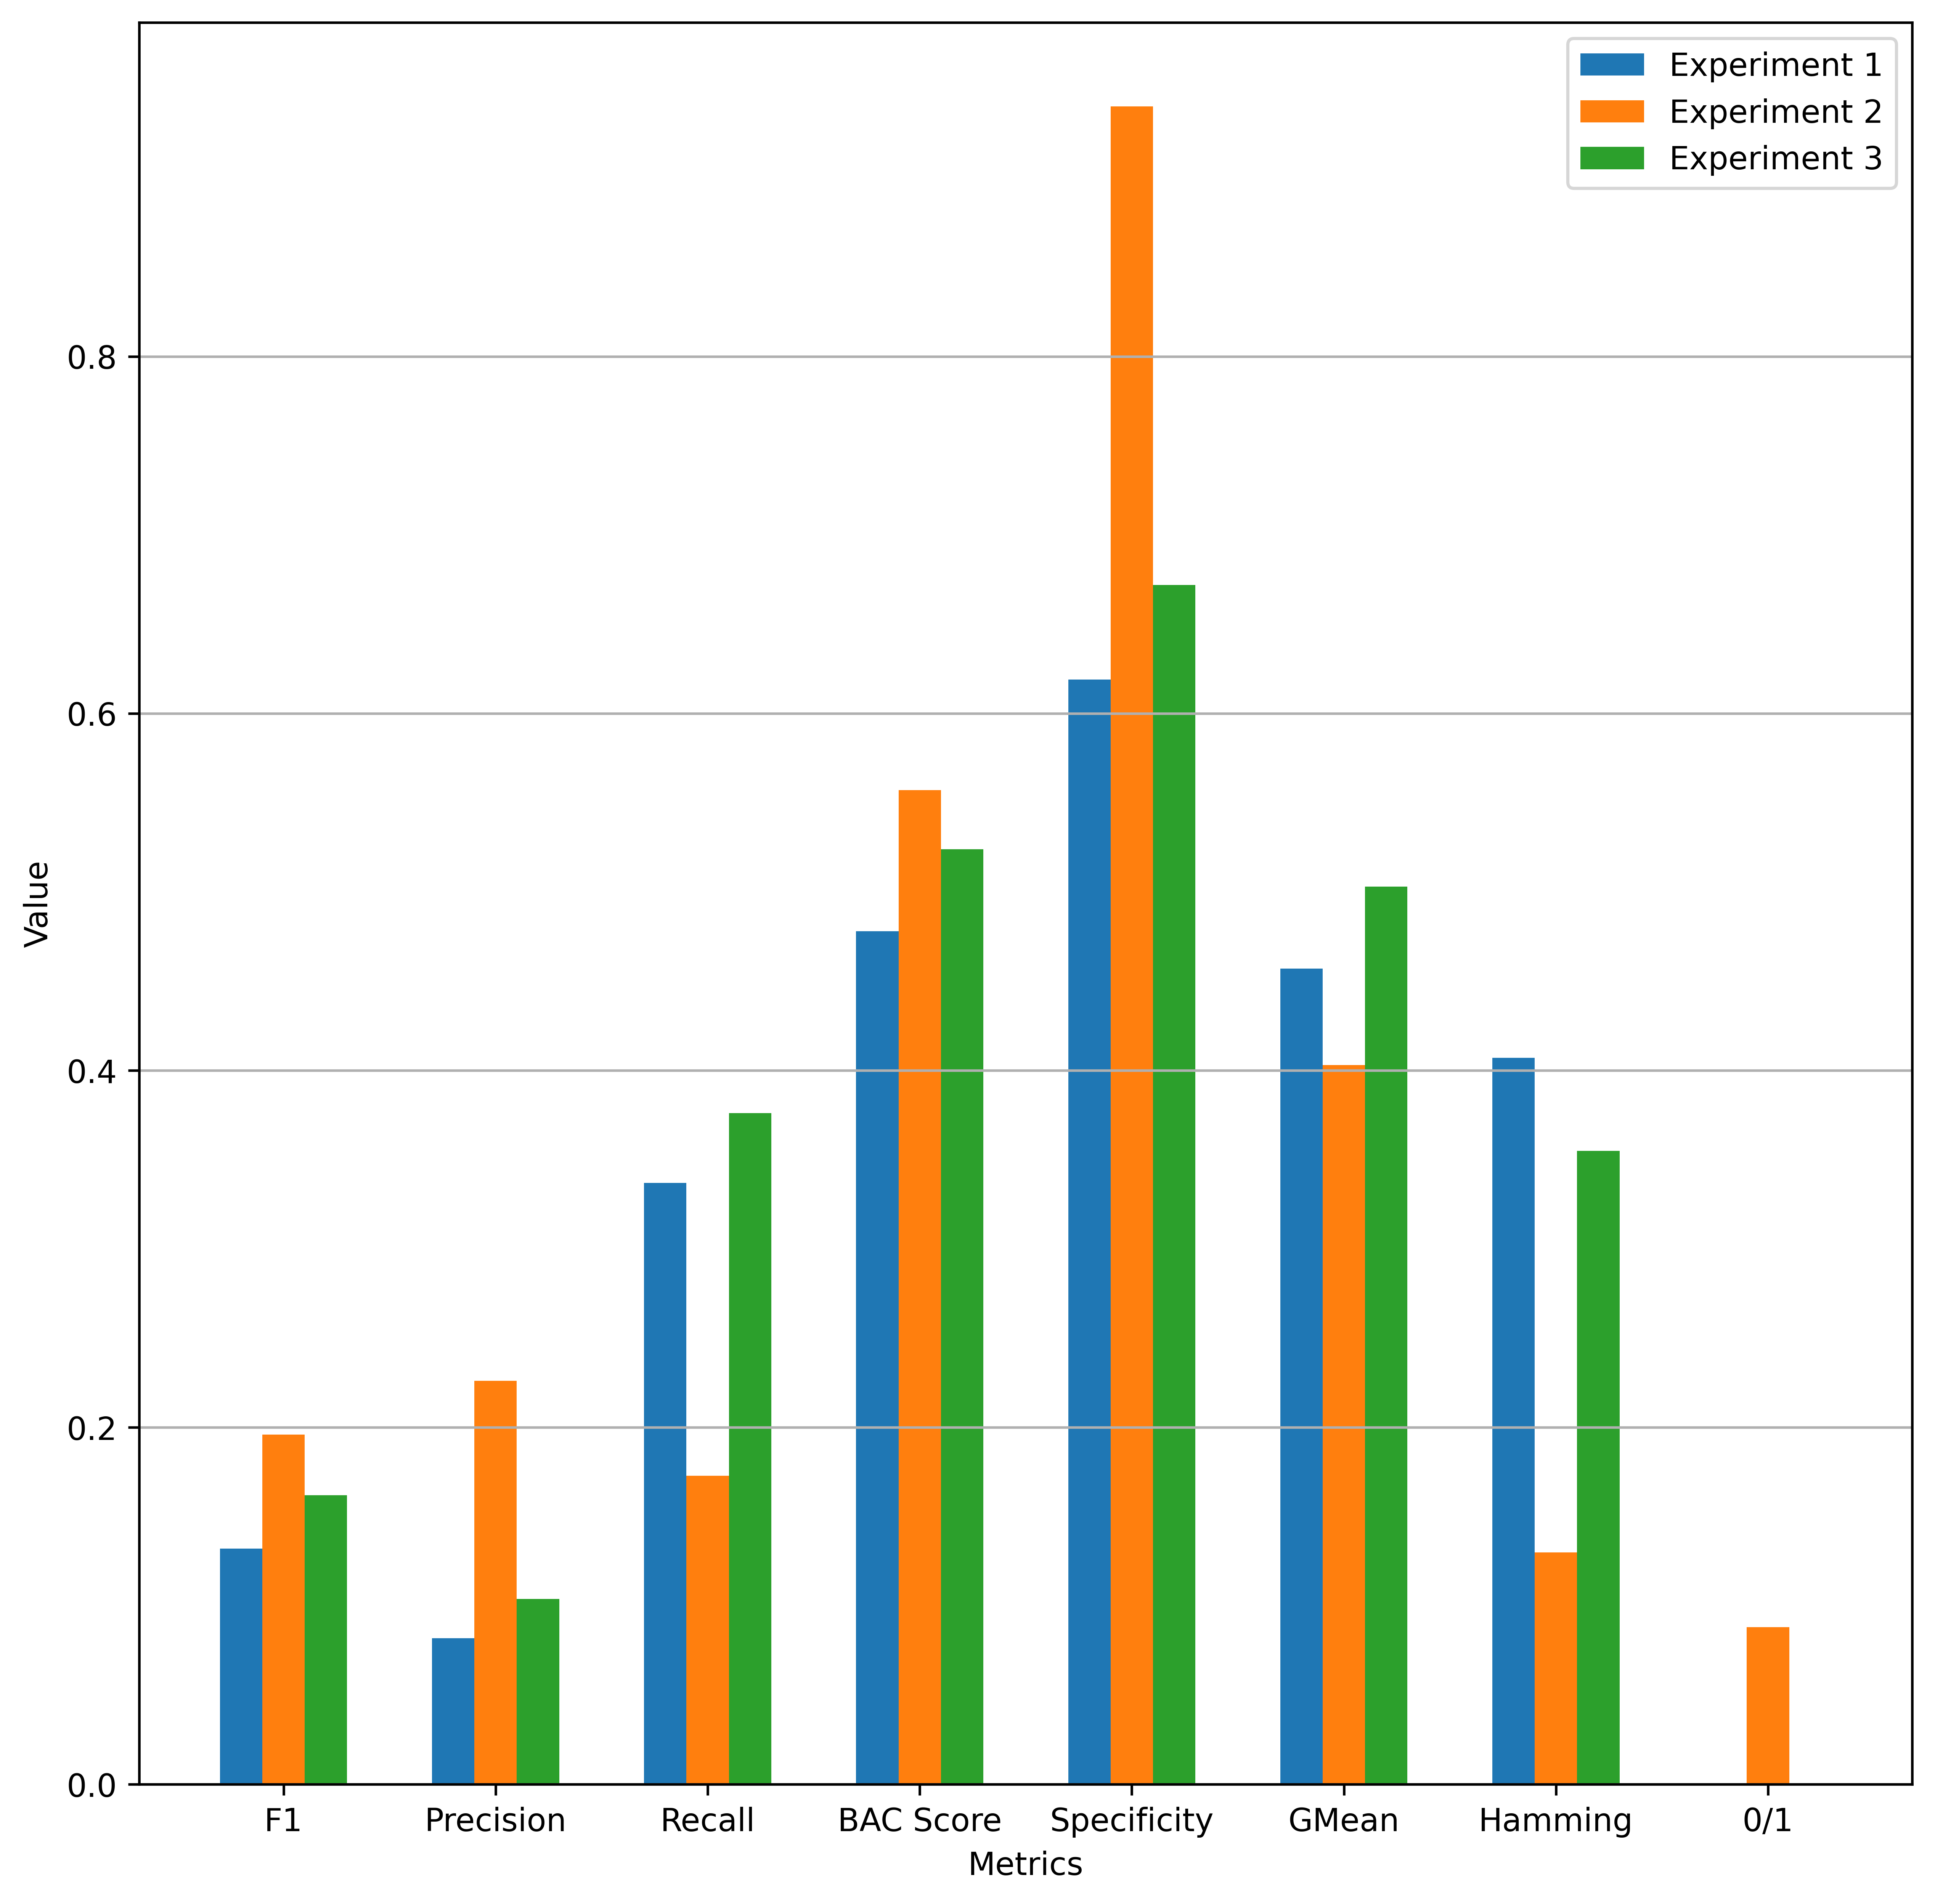 Experiment 1
Experiment 2
Experiment 3
0.8
0.6
0.4
0.2
0.0
Value
F1 Precision Recall BAC Score Specificity GMean Hamming 0/1
Metrics